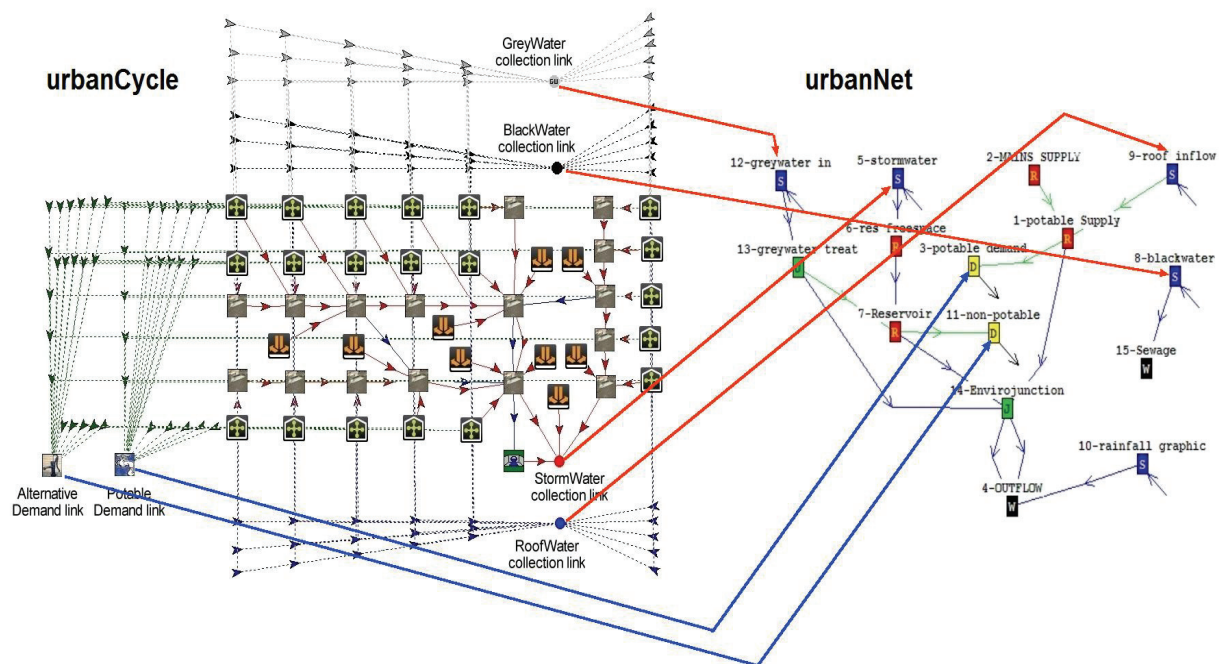 urbanCycle
urbanNet
GreyWater
collection link
GW
BlackWater
collection link
12-greywater in
S
5-stormwater
S
2-MAINS SUPPLY
R
9-roof inflow
S
6-res freespace
R
1-potable Supply
R
13-greywater treat
J
3-potable demand
D
8-blackwater
S
7-Reservoir
R
11-non-potable
D
15-Sewage
W
14-Envirojunction
J
10-rainfall graphic
S
4-OUTFLOW
W
Alternative
Demand link
Potable
Demand link
StormWater
collection link
RoofWater
collection link